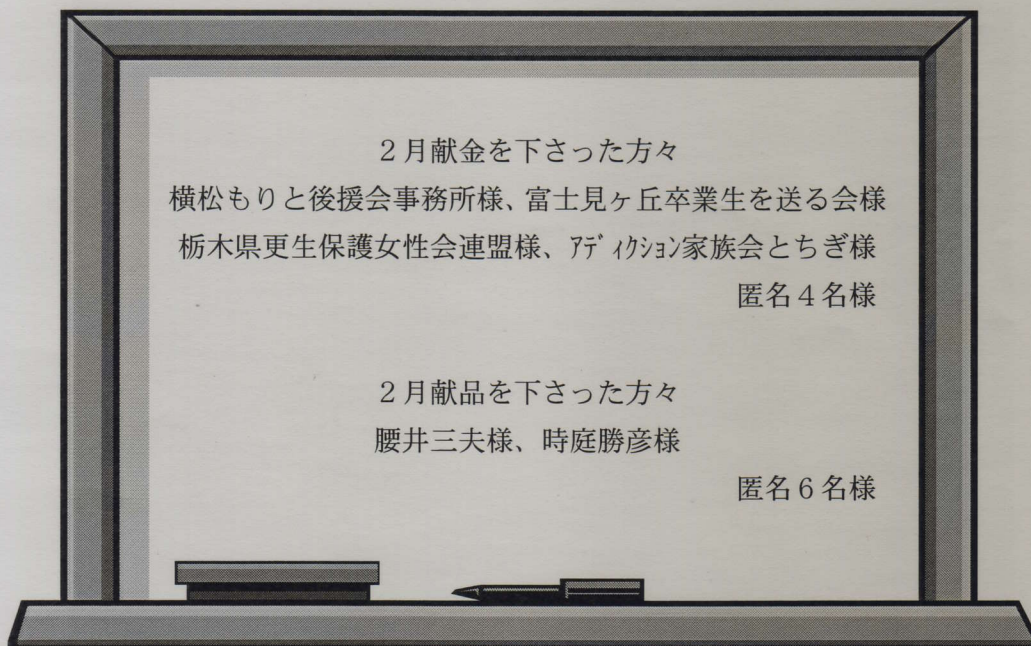 ２月献金を下さった方々
横松もりと後援会事務所様、富士見ヶ丘卒業生を送る会様
栃木県更生保護女性会連盟様、ｱﾃﾞｨｸｼｮﾝ家族会とちぎ様
匿名４名様
２月献品を下さった方々
腰井三夫様、時庭勝彦様
匿名６名様